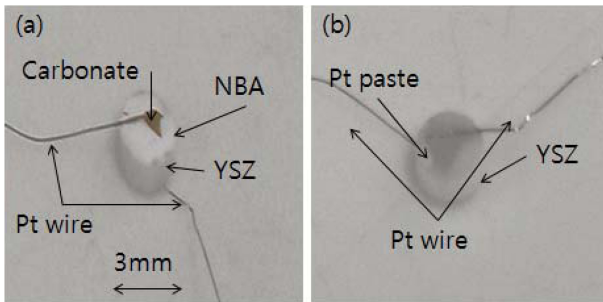 (a)
Carbonate
NBA
YSZ
Pt wire
3mm
(b)
Pt paste
YSZ
Pt wire